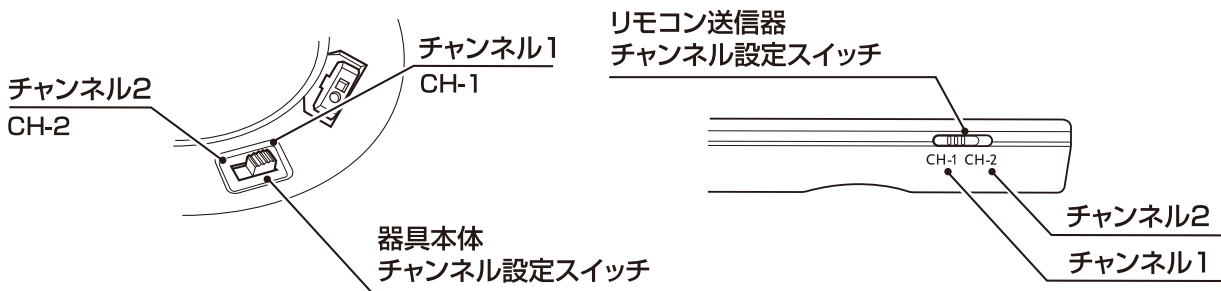 チャンネル2
CH-2
チャンネル1
CH-1
器具本体
チャンネル設定スイッチ
リモコン送信器
チャンネル設定スイッチ
CH-1 CH-2
チャンネル2
チャンネル1